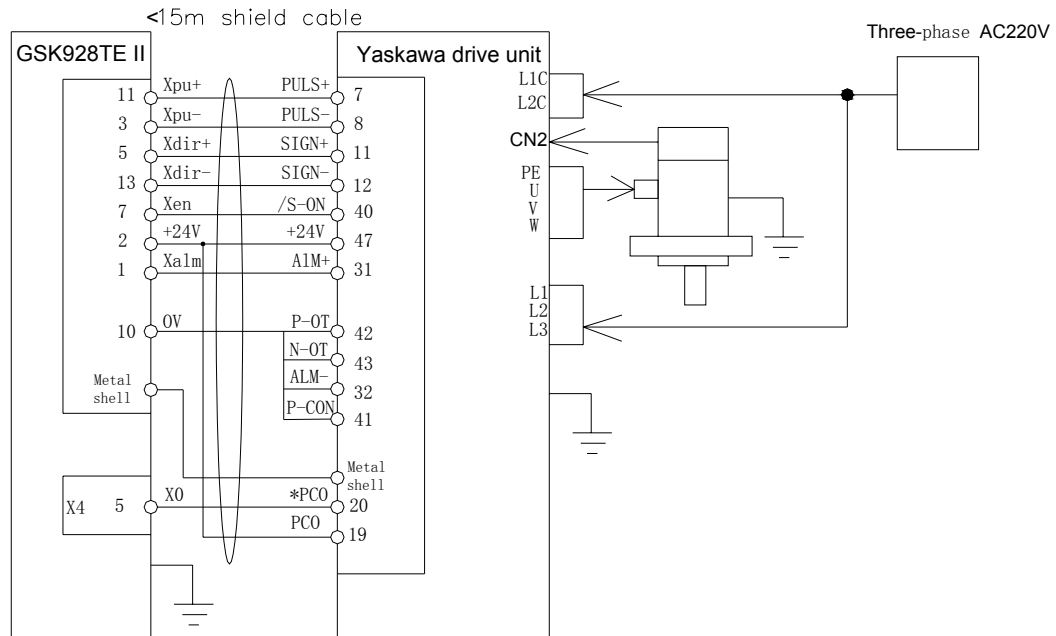 <15m shield cable
GSK928TE II
Yaskawa drive unit
Three-phase AC220V
11 Xpu+ PULS+ 7
3 Xpu- PULS- 8
5 Xdir+ SIGN+ 11
13 Xdir- SIGN- 12
7 Xen /S-ON 40
2 +24V +24V 47
1 Xalm AlM+ 31
10 0V P-OT 42
N-OT 43
ALM- 32
P-CON 41
Metal
shell
Metal
shell
X4 5 X0 *PCO 20
PCO 19
L1C
L2C
CN2
PE
U
V
W
L1
L2
L3